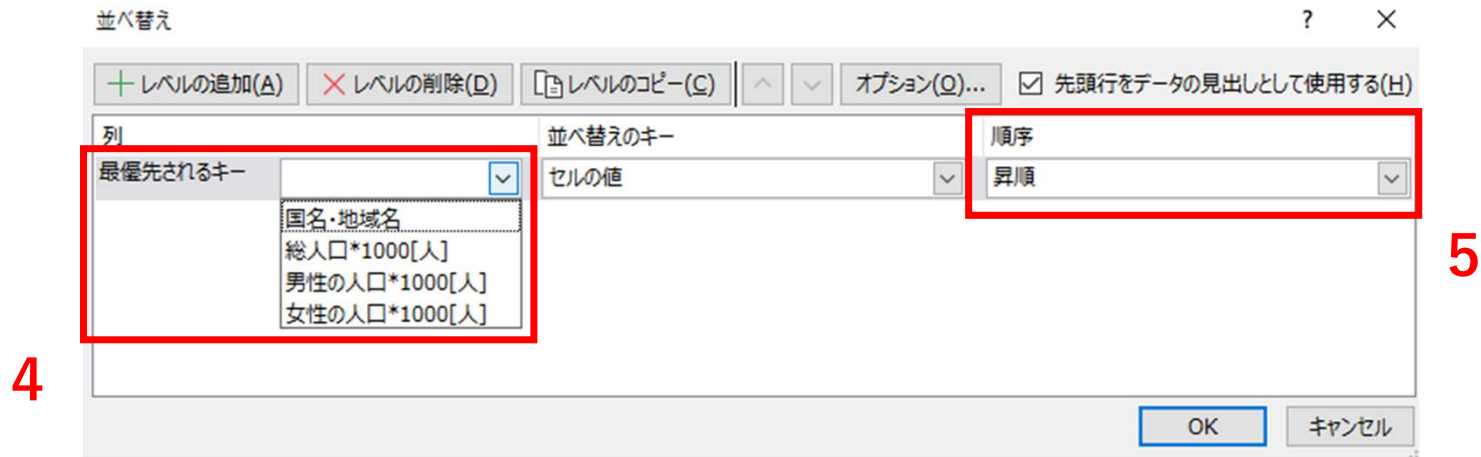 並べ替え ? ×
レベルの追加(A) レベルの削除(D) レベルのコピー(C) オプション(O)... 先頭行をデータの見出しとして使用する(H)
列 並べ替えのキー 順序
最優先されるキー セルの値 昇順
国名・地域名
総人口*1000[人]
男性の人口*1000[人]
女性の人口*1000[人]
5
4
OK キャンセル